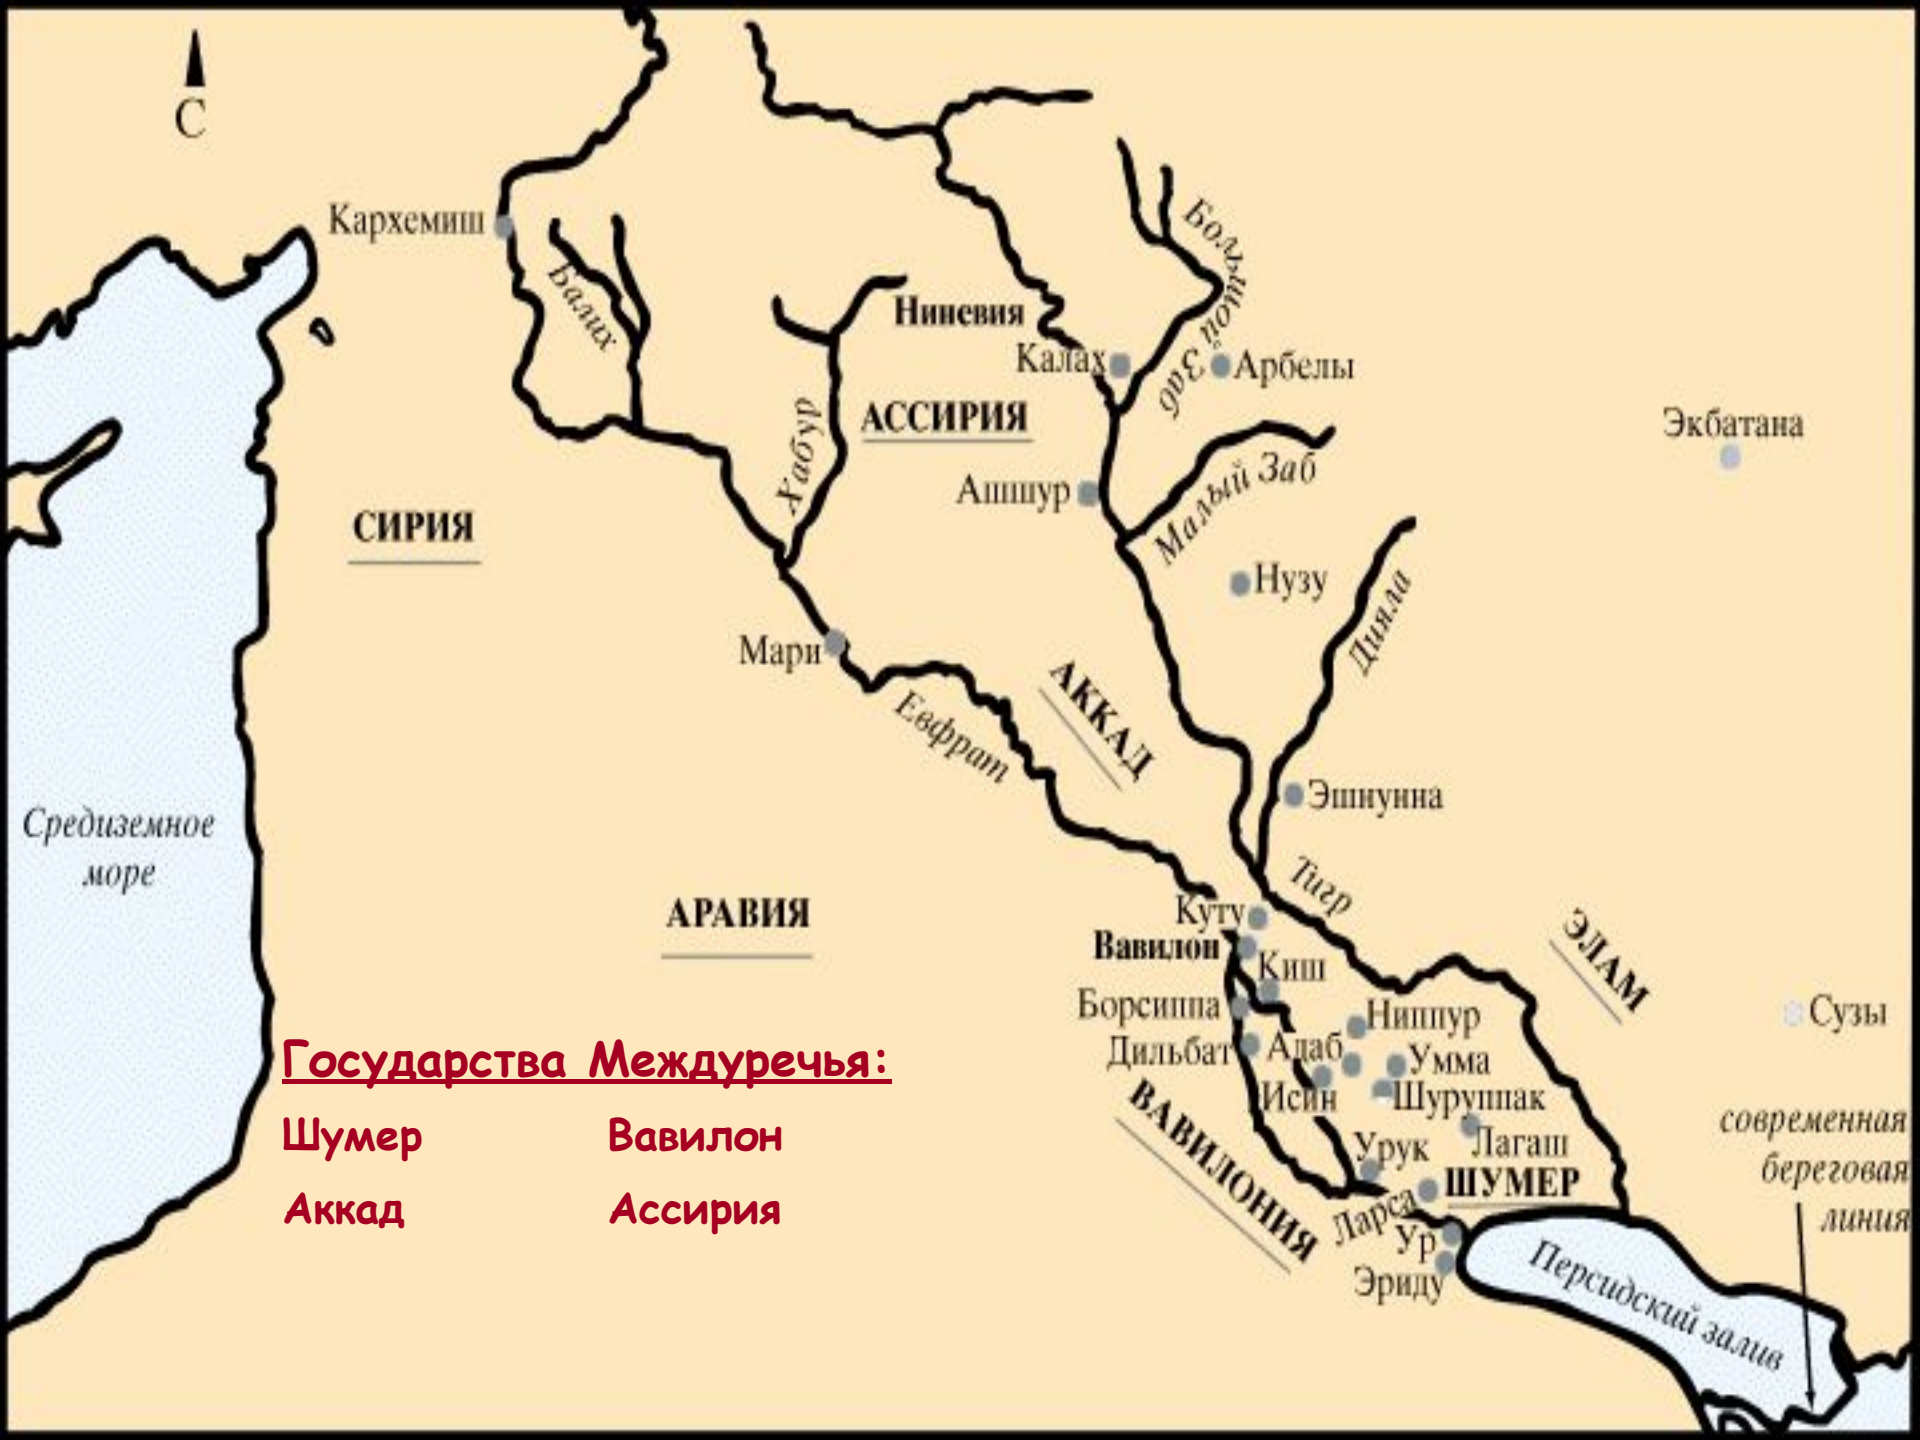 С
Кархемиш
Балих
Хабур
Ниневия
Калах
Большой Заб
Арбелы
АССИРИЯ
Ашшур
Малый Заб
Экбатана
СИРИЯ
Нузу
Дияла
Мари
Евфрат
АККАД
Эшнунна
Средиземное
море
АРАВИЯ
Тигр
Куту
Вавилон
Киш
ЭЛАМ
Борсиппа
Ниппур
Сузы
Дильбат
Адаб
Умма
Исин
Шуруппак
ВАВИЛОНИЯ
Урук
Лагаш
ШУМЕР
Ларса
Ур
Эриду
Персидский залив
современная
береговая
линия
Государства Междуречья:
Шумер Вавилон
Аккад Ассирия